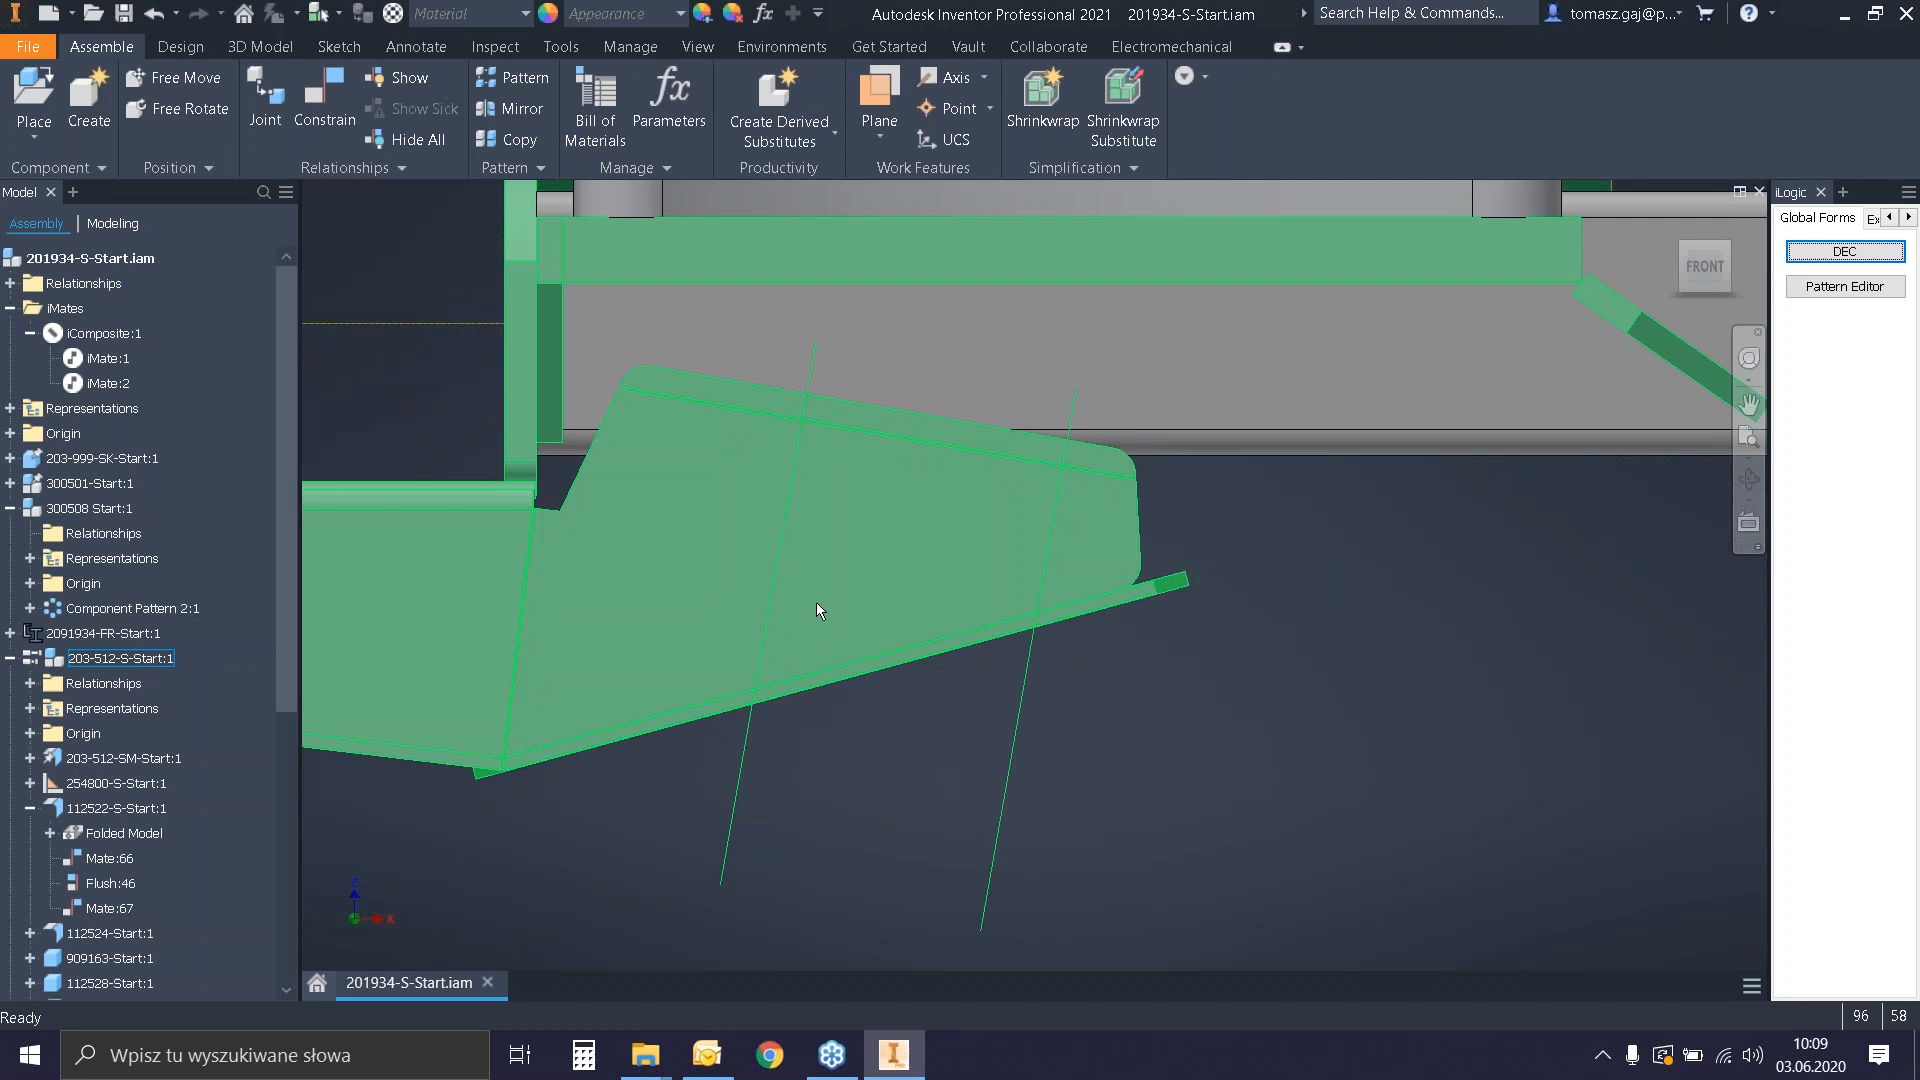 Material
Appearance
fx
Autodesk Inventor Professional 2021 201934-S-Start.iam
Search Help & Commands...
tomasz.gaj@p...
File Assemble Design 3D Model Sketch Annotate Inspect Tools Manage View Environments Get Started Vault Collaborate Electromechanical
Place
Create
Free Move
Free Rotate
Joint
Constrain
Show
Show Sick
Hide All
Pattern
Mirror
Copy
Bill of
Materials
fx
Parameters
Create Derived
Substitutes
Plane
Axis
Point
UCS
Shrinkwrap
Shrinkwrap
Substitute
Component Position Relationships Pattern Manage Productivity Work Features Simplification
Model
Assembly Modeling
201934-S-Start.iam
Relationships
iMates
iComposite:1
iMate:1
iMate:2
Representations
Origin
203-999-SK-Start:1
300501-Start:1
300508 Start:1
Relationships
Representations
Origin
Component Pattern 2:1
2091934-FR-Start:1
203-512-S-Start:1
Relationships
Representations
Origin
203-512-SM-Start:1
254800-S-Start:1
112522-S-Start:1
Folded Model
Mate:66
Flush:46
Mate:67
112524-Start:1
909163-Start:1
112528-Start:1
FRONT
Z
X
iLogic
Global Forms Ex
DEC
Pattern Editor
201934-S-Start.iam
Ready
96 58
Wpisz tu wyszukiwane słowa
10:09
03.06.2020